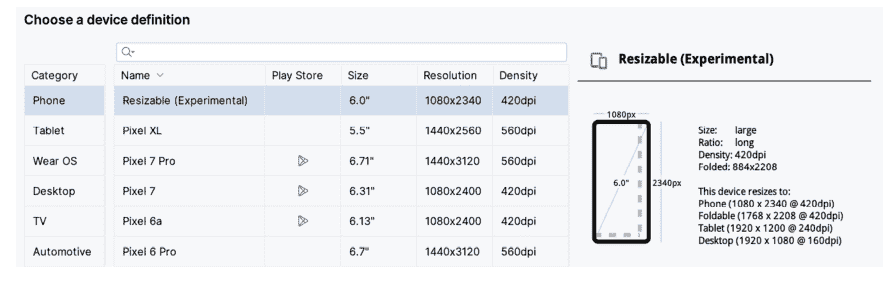 Choose a device definition
Category
Phone
Tablet
Wear OS
Desktop
TV
Automotive
Name Play Store Size Resolution Density
Resizable (Experimental) 6.0" 1080x2340 420dpi
Pixel XL 5.5" 1440x2560 560dpi
Pixel 7 Pro 6.71" 1440x3120 560dpi
Pixel 7 6.31" 1080x2400 420dpi
Pixel 6a 6.13" 1080x2400 420dpi
Pixel 6 Pro 6.7" 1440x3120 560dpi
Resizable (Experimental)
1080px
6.0"
2340px
Size: large
Ratio: long
Density: 420dpi
Folded: 884x2208
This device resizes to:
Phone (1080 x 2340 @ 420dpi)
Foldable (1768 x 2208 @ 420dpi)
Tablet (1920 x 1200 @ 240dpi)
Desktop (1920 x 1080 @ 160dpi)